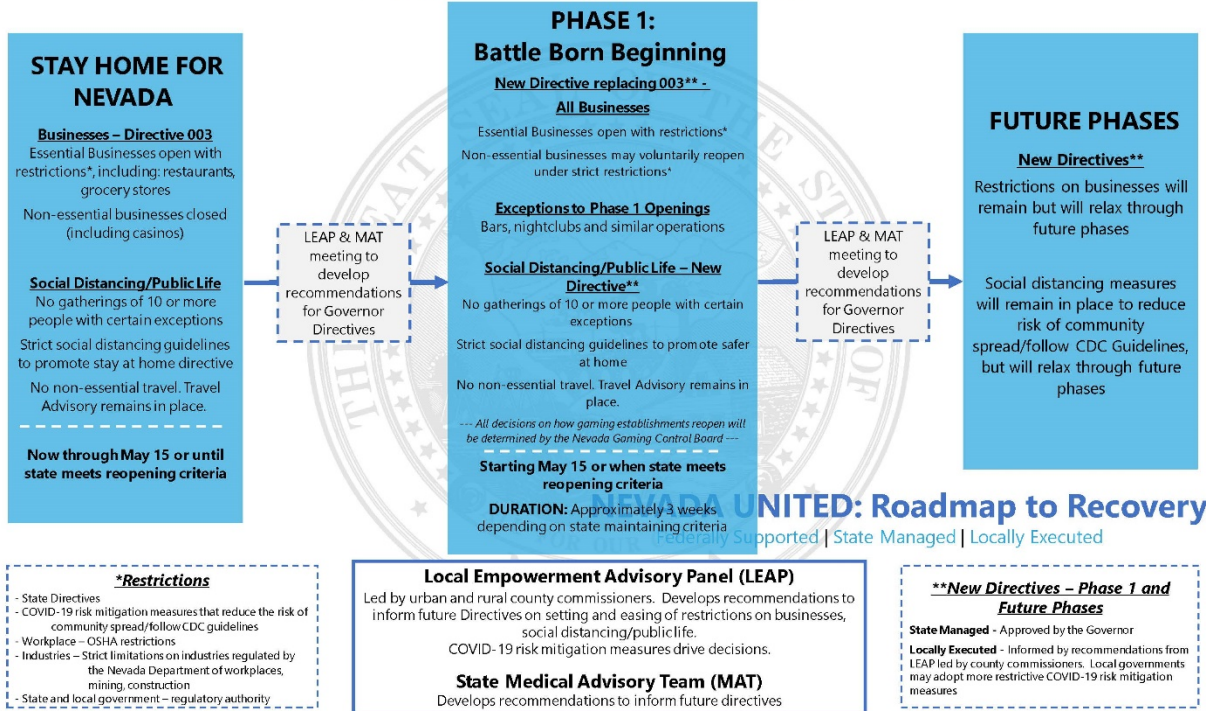 STAY HOME FOR
NEVADA
Businesses – Directive 003
Essential Businesses open with
restrictions*, including: restaurants,
grocery stores
Non-essential businesses closed
(including casinos)
Social Distancing/Public Life
No gatherings of 10 or more
people with certain exceptions
Strict social distancing guidelines
to promote stay at home directive
No non-essential travel. Travel
Advisory remains in place.
Now through May 15 or until
state meets reopening criteria
LEAP & MAT
meeting to
develop
recommendations
for Governor
Directives
PHASE 1:
Battle Born Beginning
New Directive replacing 003** -
All Businesses
Essential Businesses open with restrictions*
Non-essential businesses may voluntarily reopen
under strict restrictions*
Exceptions to Phase 1 Openings
Bars, nightclubs and similar operations
Social Distancing/Public Life – New
Directive**
No gatherings of 10 or more people with certain
exceptions
Strict social distancing guidelines to promote safer
at home
No non-essential travel. Travel Advisory remains in
place.
--- All decisions on how gaming establishments reopen will
be determined by the Nevada Gaming Control Board ---
Starting May 15 or when state meets
reopening criteria
DURATION: Approximately 3 weeks
depending on state maintaining criteria
LEAP & MAT
meeting to
develop
recommendations
for Governor
Directives
FUTURE PHASES
New Directives**
Restrictions on businesses will
remain but will relax through
future phases
Social distancing measures
will remain in place to reduce
risk of community
spread/follow CDC Guidelines,
but will relax through future
phases
NEVADA UNITED: Roadmap to Recovery
Federally Supported | State Managed | Locally Executed
*Restrictions
- State Directives
- COVID-19 risk mitigation measures that reduce the risk of
community spread/follow CDC guidelines
- Workplace – OSHA restrictions
- Industries – Strict limitations on industries regulated by
the Nevada Department of workplaces,
mining, construction
- State and local government – regulatory authority
Local Empowerment Advisory Panel (LEAP)
Led by urban and rural county commissioners. Develops recommendations to
inform future Directives on setting and easing of restrictions on businesses,
social distancing/public life.
COVID-19 risk mitigation measures drive decisions.
State Medical Advisory Team (MAT)
Develops recommendations to inform future directives
**New Directives – Phase 1 and
Future Phases
State Managed - Approved by the Governor
Locally Executed - Informed by recommendations from
LEAP led by county commissioners. Local governments
may adopt more restrictive COVID-19 risk mitigation
measures